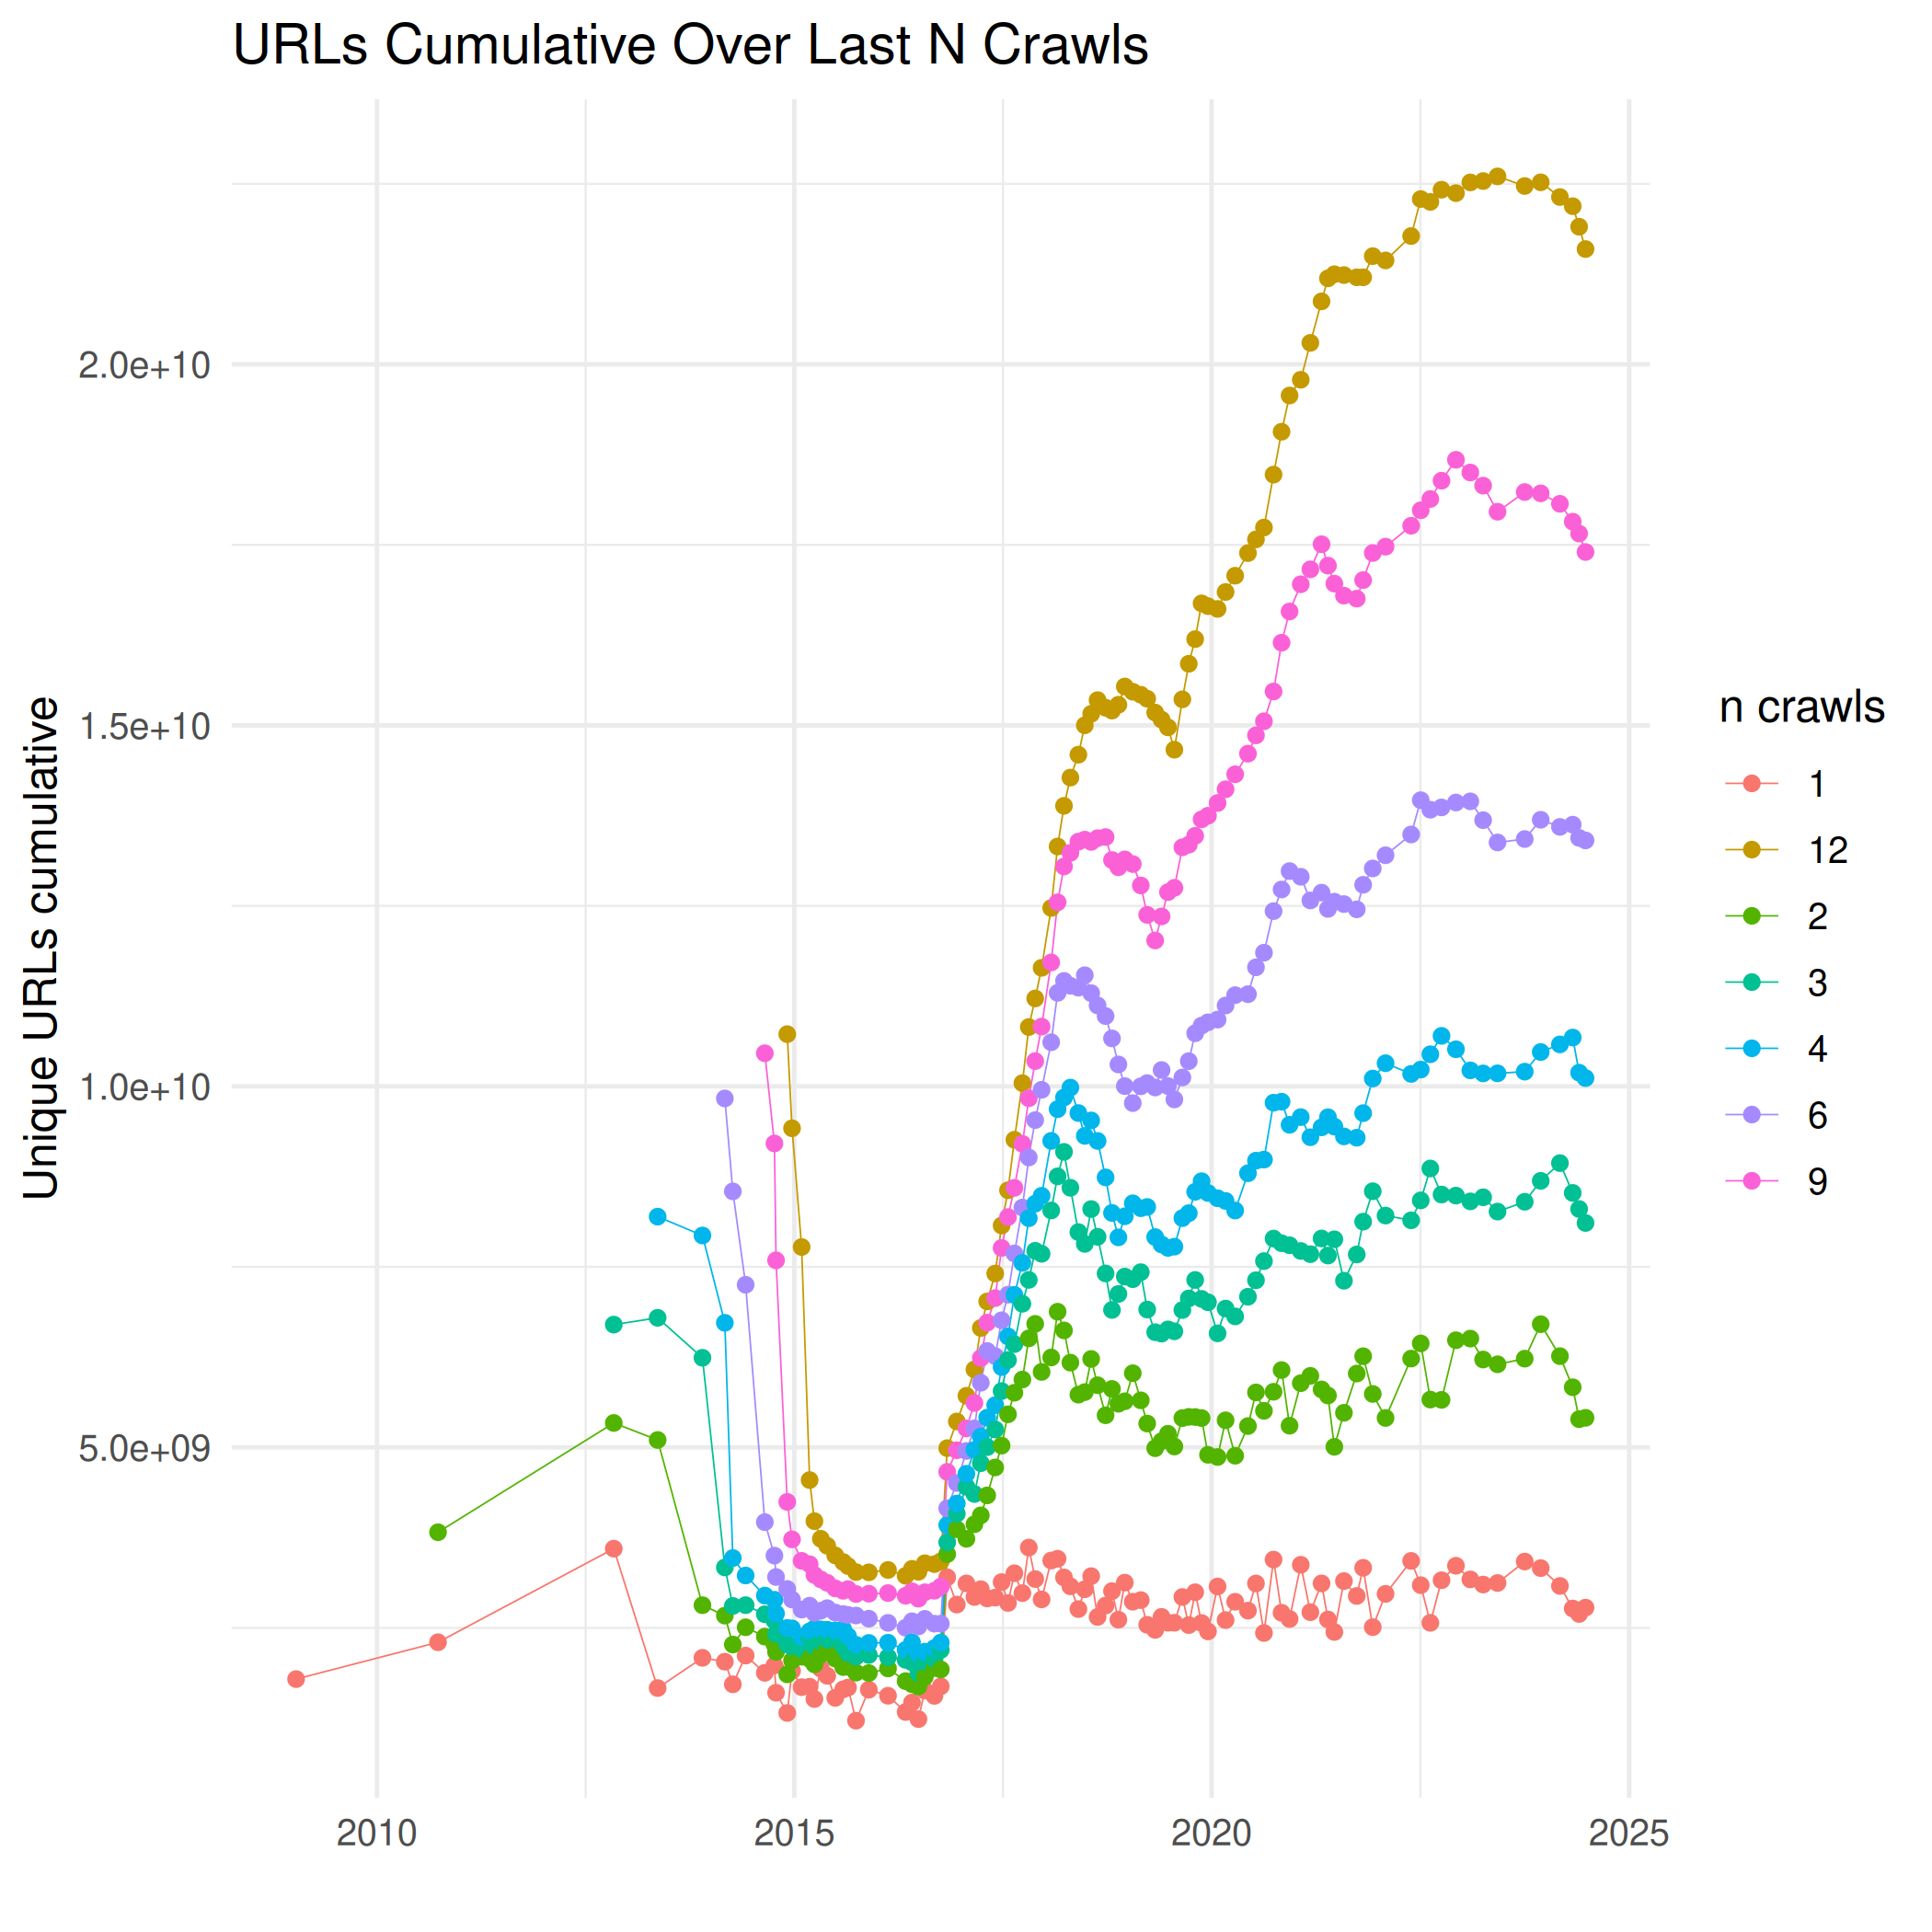 URLs Cumulative Over Last N Crawls
Unique URLs cumulative
2.0e+10
1.5e+10
1.0e+10
5.0e+09
2010
2015
2020
2025
n crawls
1
12
2
3
4
6
9